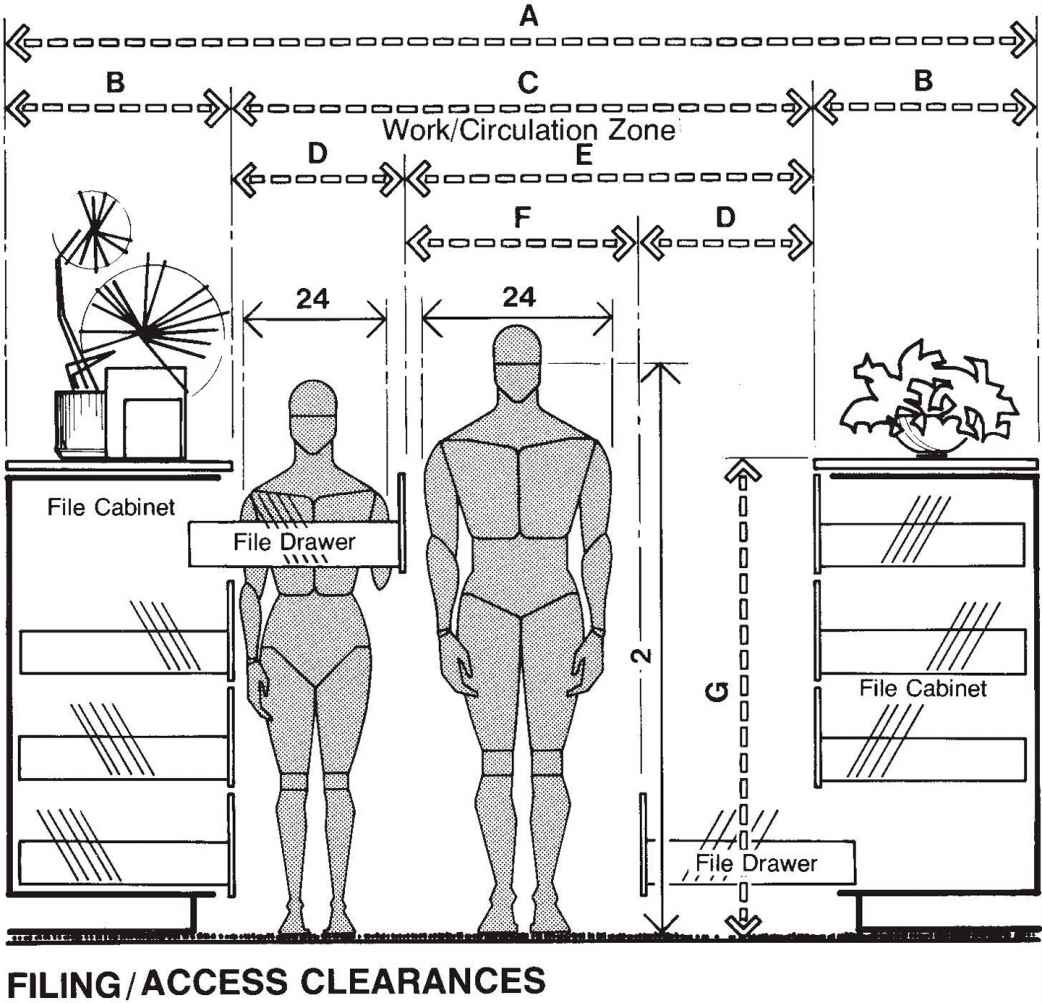 A
B
C
B
Work/Circulation Zone
D
E
F
D
24
24
File Cabinet
File Drawer
2
G
File Cabinet
File Drawer
FILING/ACCESS CLEARANCES